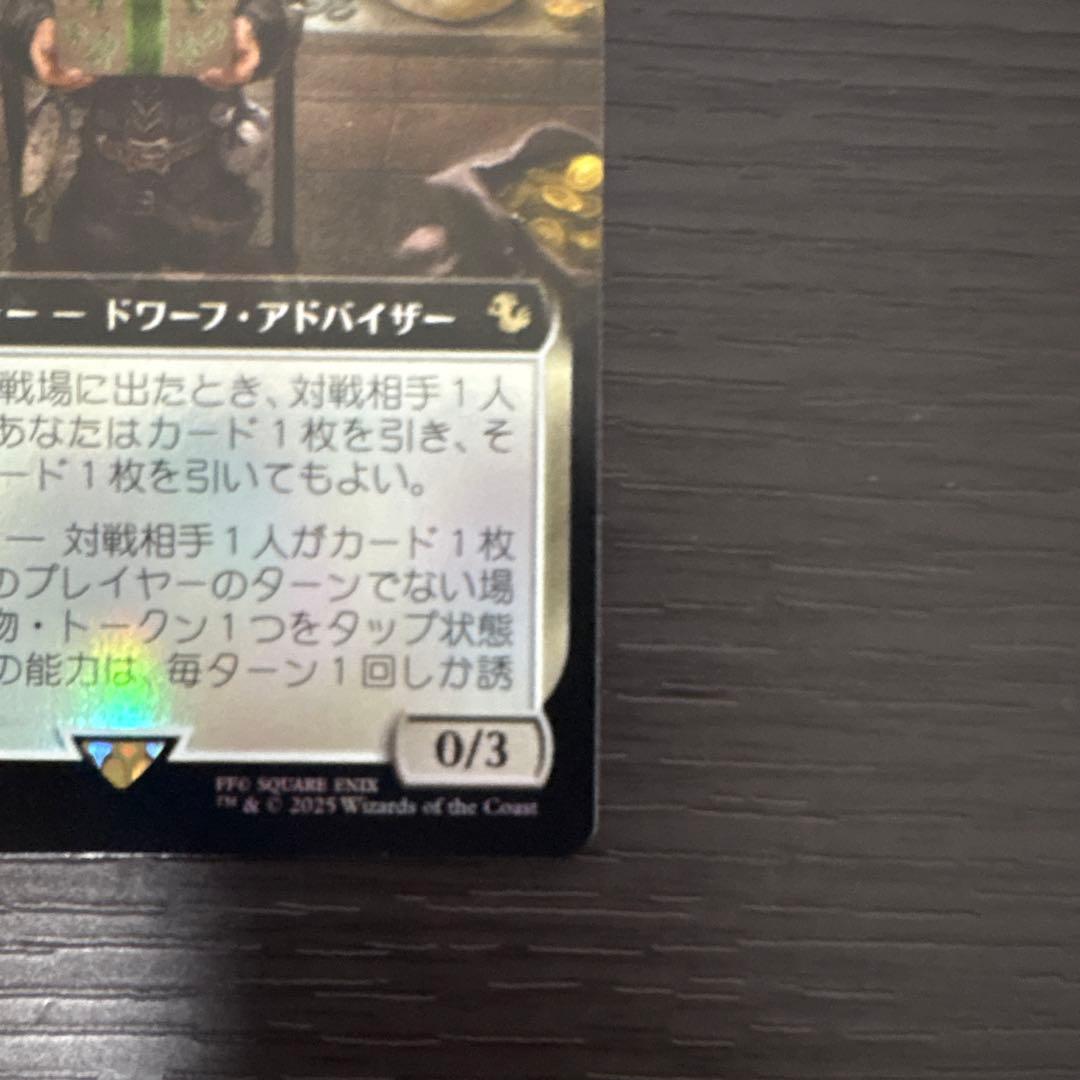 ー ― ドワーフ・アドバイザー
戦場に出たとき、対戦相手1人
あなたはカード1枚を引き、そ
ード1枚を引いてもよい。
― 対戦相手1人がカード1枚
のプレイヤーのターンでない場
物・トークン1つをタップ状態
の能力は、毎ターン1回しか誘
0/3
FF© SQUARE ENIX
™ & © 2025 Wizards of the Coast